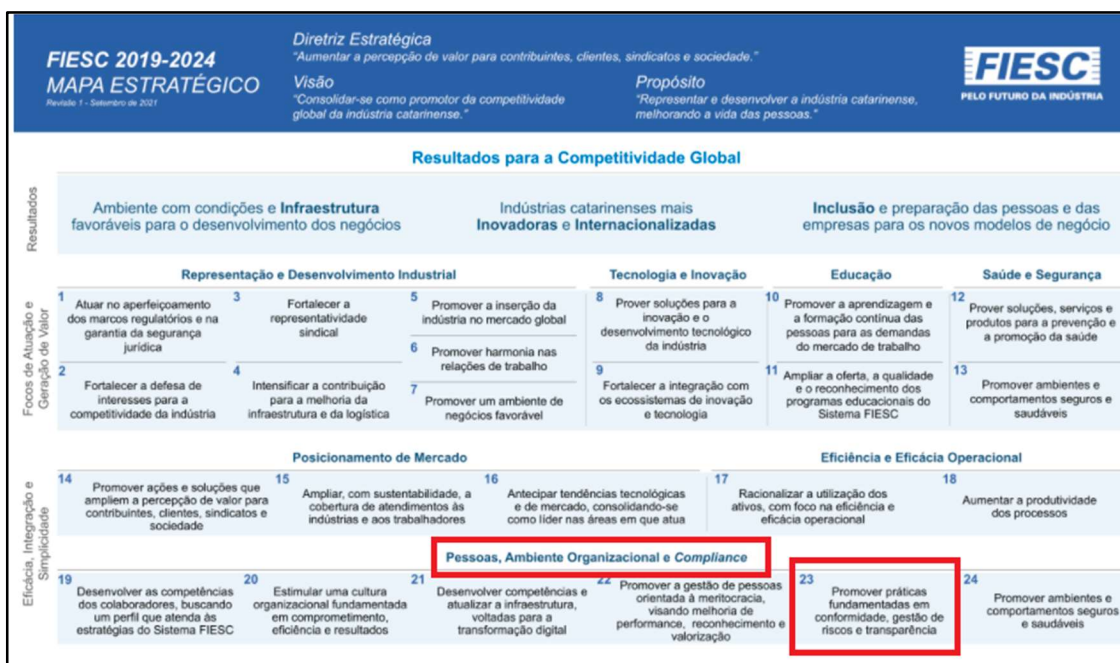 FIESC 2019-2024
MAPA ESTRATÉGICO
Revisão 1 - Setembro de 2021
Diretriz Estratégica
"Aumentar a percepção de valor para contribuintes, clientes, sindicatos e sociedade."
Visão
"Consolidar-se como promotor da competitividade
global da indústria catarinense."
Propósito
"Representar e desenvolver a indústria catarinense,
melhorando a vida das pessoas."
FIESC
PELO FUTURO DA INDÚSTRIA
Resultados para a Competitividade Global
Resultados
Ambiente com condições e Infraestrutura
favoráveis para o desenvolvimento dos negócios
Indústrias catarinenses mais
Inovadoras e Internacionalizadas
Inclusão e preparação das pessoas e das
empresas para os novos modelos de negócio
Focos de Atuação e
Geração de Valor
Representação e Desenvolvimento Industrial
1
Atuar no aperfeiçoamento
dos marcos regulatórios e na
garantia da segurança
jurídica
2
Fortalecer a defesa de
interesses para a
competitividade da indústria
3
Fortalecer a
representatividade
sindical
4
Intensificar a contribuição
para a melhoria da
infraestrutura e da logística
5
Promover a inserção da
indústria no mercado global
6
Promover harmonia nas
relações de trabalho
7
Promover um ambiente de
negócios favorável
Tecnologia e Inovação
8
Prover soluções para a
inovação e o
desenvolvimento tecnológico
da indústria
9
Fortalecer a integração com
os ecossistemas de inovação
e tecnologia
Educação
10
Promover a aprendizagem e
a formação contínua das
pessoas para as demandas
do mercado de trabalho
11
Ampliar a oferta, a qualidade
e o reconhecimento dos
programas educacionais do
Sistema FIESC
Saúde e Segurança
12
Prover soluções, serviços e
produtos para a prevenção e
a promoção da saúde
13
Promover ambientes e
comportamentos seguros e
saudáveis
Eficácia, Integração e
Simplicidade
Posicionamento de Mercado
14
Promover ações e soluções que
ampliem a percepção de valor para
contribuintes, clientes, sindicatos e
sociedade
15
Ampliar, com sustentabilidade, a
cobertura de atendimentos às
indústrias e aos trabalhadores
16
Antecipar tendências tecnológicas
e de mercado, consolidando-se
como líder nas áreas em que atua
Eficiência e Eficácia Operacional
17
Racionalizar a utilização dos
ativos, com foco na eficiência e
eficácia operacional
18
Aumentar a produtividade
dos processos
Pessoas, Ambiente Organizacional e Compliance
19
Desenvolver as competências
dos colaboradores, buscando
um perfil que atenda às
estratégias do Sistema FIESC
20
Estimular uma cultura
organizacional fundamentada
em comprometimento,
eficiência e resultados
21
Desenvolver competências e
atualizar a infraestrutura,
voltadas para a
transformação digital
22
Promover a gestão de pessoas
orientada à meritocracia,
visando melhoria de
performance, reconhecimento e
valorização
23
Promover práticas
fundamentadas em
conformidade, gestão de
riscos e transparência
24
Promover ambientes e
comportamentos seguros
e saudáveis